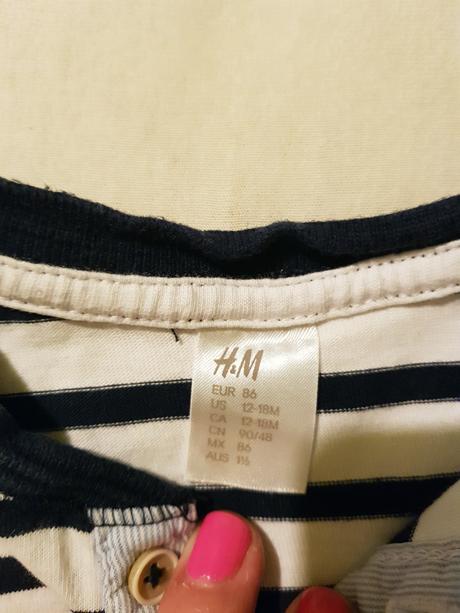 H&M
EUR 86
US 12-18M
CA 12-18M
CN 90/48
MX 86
AUS 1½